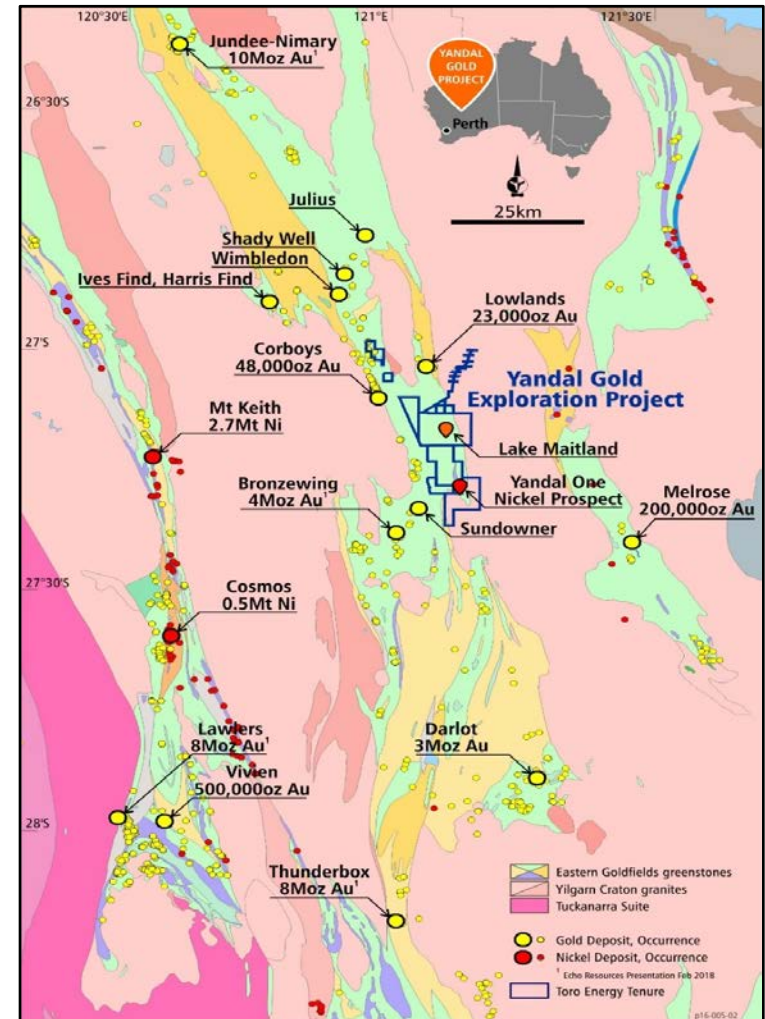 120°30'E
121°E
121°30'E
Jundee-Nimary
10Moz Au¹
YANDAL
GOLD
PROJECT
Perth
26°30'S
25km
Julius
Shady Well
Wimbledon
Ives Find, Harris Find
Lowlands
23,000oz Au
27°S
Corboys
48,000oz Au
Yandal Gold
Exploration Project
Mt Keith
2.7Mt Ni
Lake Maitland
Bronzewing
4Moz Au¹
Yandal One
Nickel Prospect
Melrose
200,000oz Au
Sundowner
27°30'S
Cosmos
0.5Mt Ni
Lawlers
8Moz Au¹
Darlot
3Moz Au
Vivien
500,000oz Au
28°S
Thunderbox
8Moz Au¹
Eastern Goldfields greenstones
Yilgarn Craton granites
Tuckanarra Suite
Gold Deposit, Occurrence
Nickel Deposit, Occurrence
¹ Echo Resources Presentation Feb 2018
Toro Energy Tenure
p16-005-02